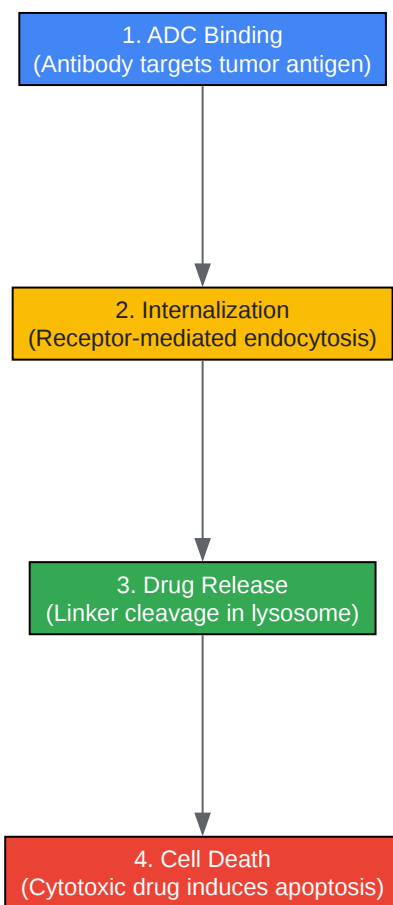 1. ADC Binding
(Antibody targets tumor antigen)
2. Internalization
(Receptor-mediated endocytosis)
3. Drug Release
(Linker cleavage in lysosome)
4. Cell Death
(Cytotoxic drug induces apoptosis)